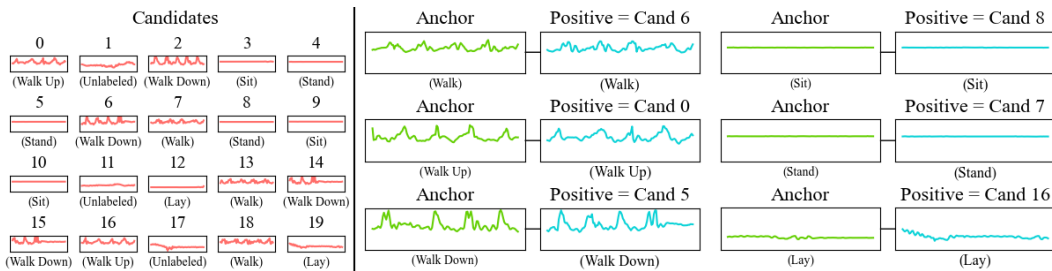 Candidates
0 1 2 3 4
(Walk Up) (Unlabeled) (Walk Down) (Sit) (Stand)
5 6 7 8 9
(Stand) (Walk Down) (Walk) (Stand) (Sit)
10 11 12 13 14
(Sit) (Unlabeled) (Lay) (Walk) (Walk Down)
15 16 17 18 19
(Walk Down) (Walk Up) (Unlabeled) (Walk) (Lay)
Anchor Positive = Cand 6 Anchor Positive = Cand 8
(Walk) (Walk) (Sit) (Sit)
Anchor Positive = Cand 0 Anchor Positive = Cand 7
(Walk Up) (Walk Up) (Stand) (Stand)
Anchor Positive = Cand 5 Anchor Positive = Cand 16
(Walk Down) (Walk Down) (Lay) (Lay)